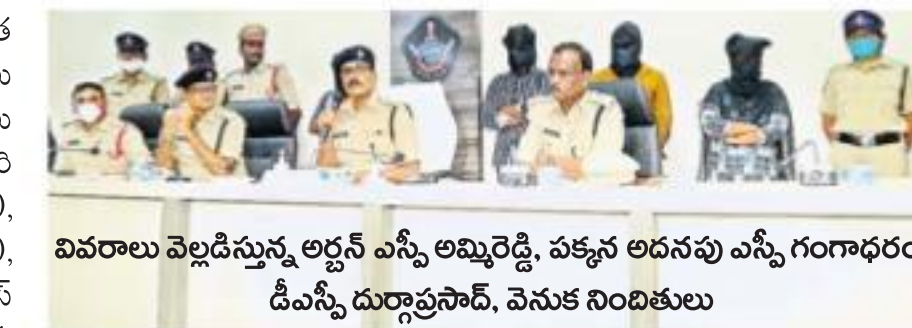 త
ు
ు
రి
),
),
స్
వివరాలు వెల్లడిస్తున్న అర్బన్ ఎస్పీ అమ్మిరెడ్డి, పక్కన అదనపు ఎస్పీ గంగాధరం,
డీఎస్పీ దుర్గాప్రసాద్, వెనుక నిందితులు